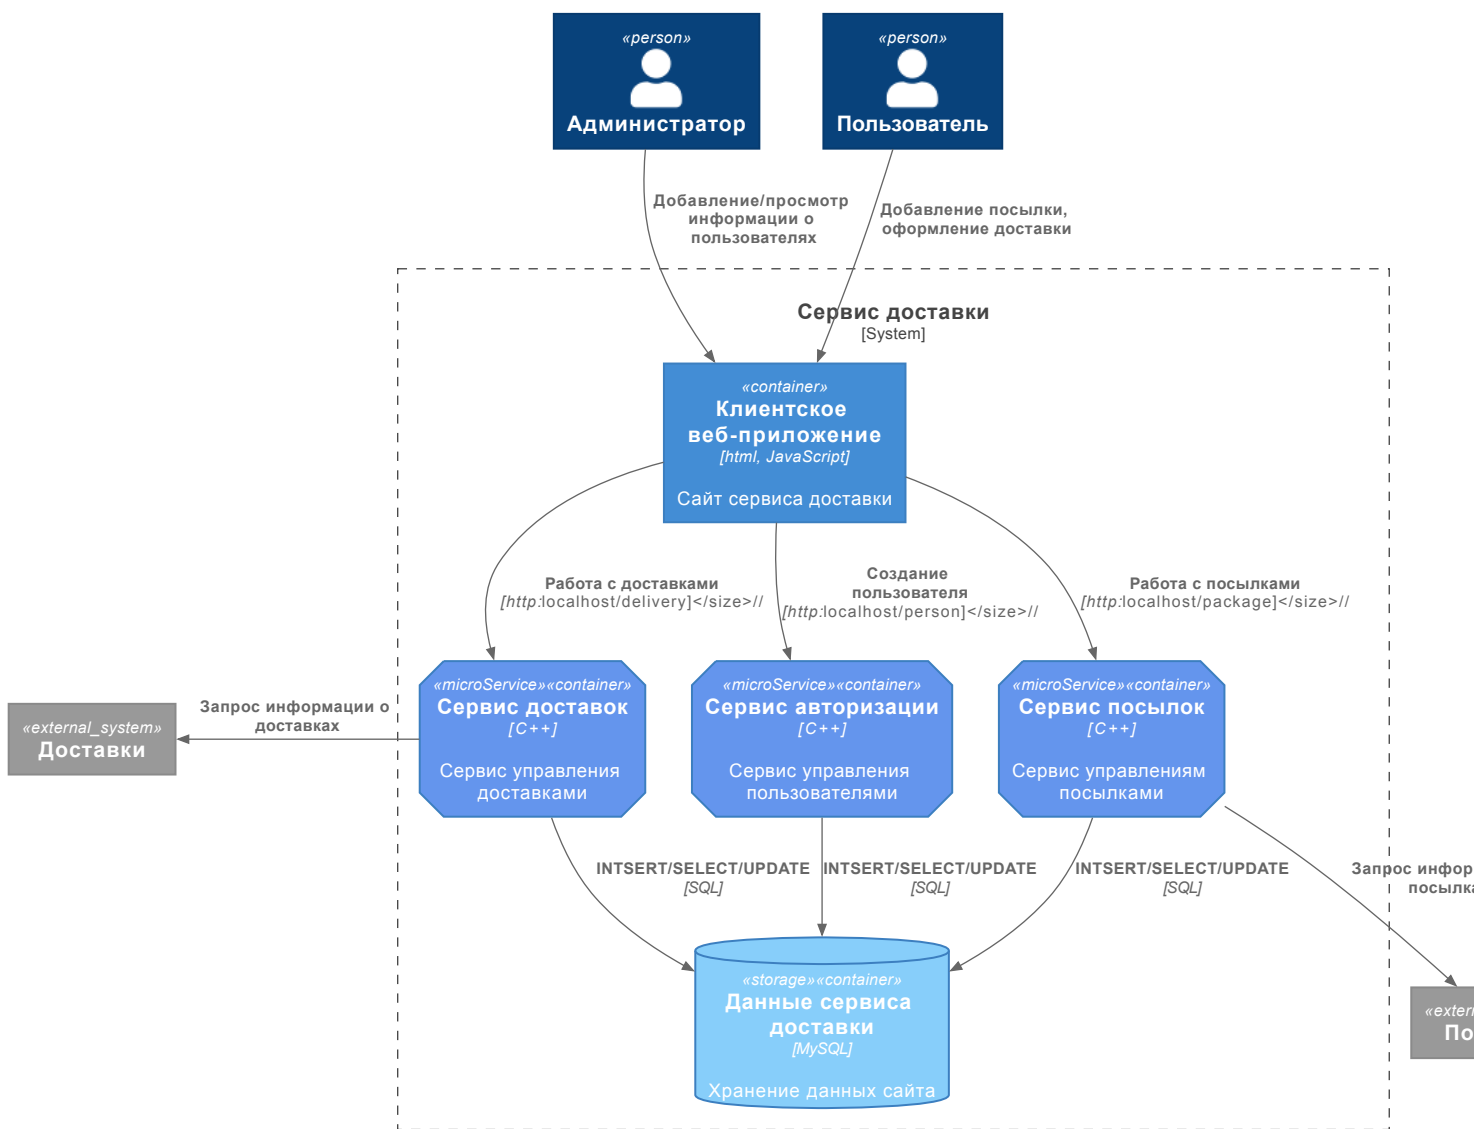 «person»
Администратор
«person»
Пользователь
Добавление/просмотр
информации о
пользователях
Добавление посылки,
оформление доставки
Сервис доставки
[System]
«container»
Клиентское
веб-приложение
[html, JavaScript]
Сайт сервиса доставки
Работа с доставками
[http:localhost/delivery]</size>//
Создание
пользователя
[http:localhost/person]</size>//
Работа с посылками
[http:localhost/package]</size>//
«external_system»
Доставки
Запрос информации о
доставках
«microService»«container»
Сервис доставок
[C++]
Сервис управления
доставками
«microService»«container»
Сервис авторизации
[C++]
Сервис управления
пользователями
«microService»«container»
Сервис посылок
[C++]
Сервис управлениям
посылками
INTSERT/SELECT/UPDATE
[SQL]
INTSERT/SELECT/UPDATE
[SQL]
INTSERT/SELECT/UPDATE
[SQL]
Запрос
«storage»«container»
Данные сервиса
доставки
[MySQL]
Хранение данных сайта